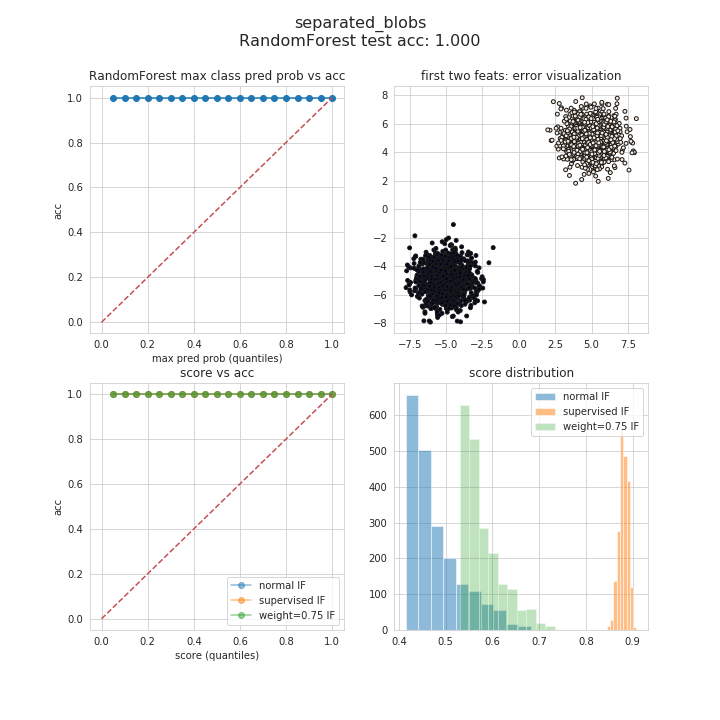 separated_blobs
RandomForest test acc: 1.000
RandomForest max class pred prob vs acc
1.0
0.8
0.6
0.4
0.2
0.0
acc
0.0 0.2 0.4 0.6 0.8 1.0
max pred prob (quantiles)
first two feats: error visualization
8
6
4
2
0
−2
−4
−6
−8
−7.5 −5.0 −2.5 0.0 2.5 5.0 7.5
score vs acc
1.0
0.8
0.6
0.4
0.2
0.0
acc
normal IF
supervised IF
weight=0.75 IF
0.0 0.2 0.4 0.6 0.8 1.0
score (quantiles)
score distribution
normal IF
supervised IF
weight=0.75 IF
600
500
400
300
200
100
0
0.4 0.5 0.6 0.7 0.8 0.9